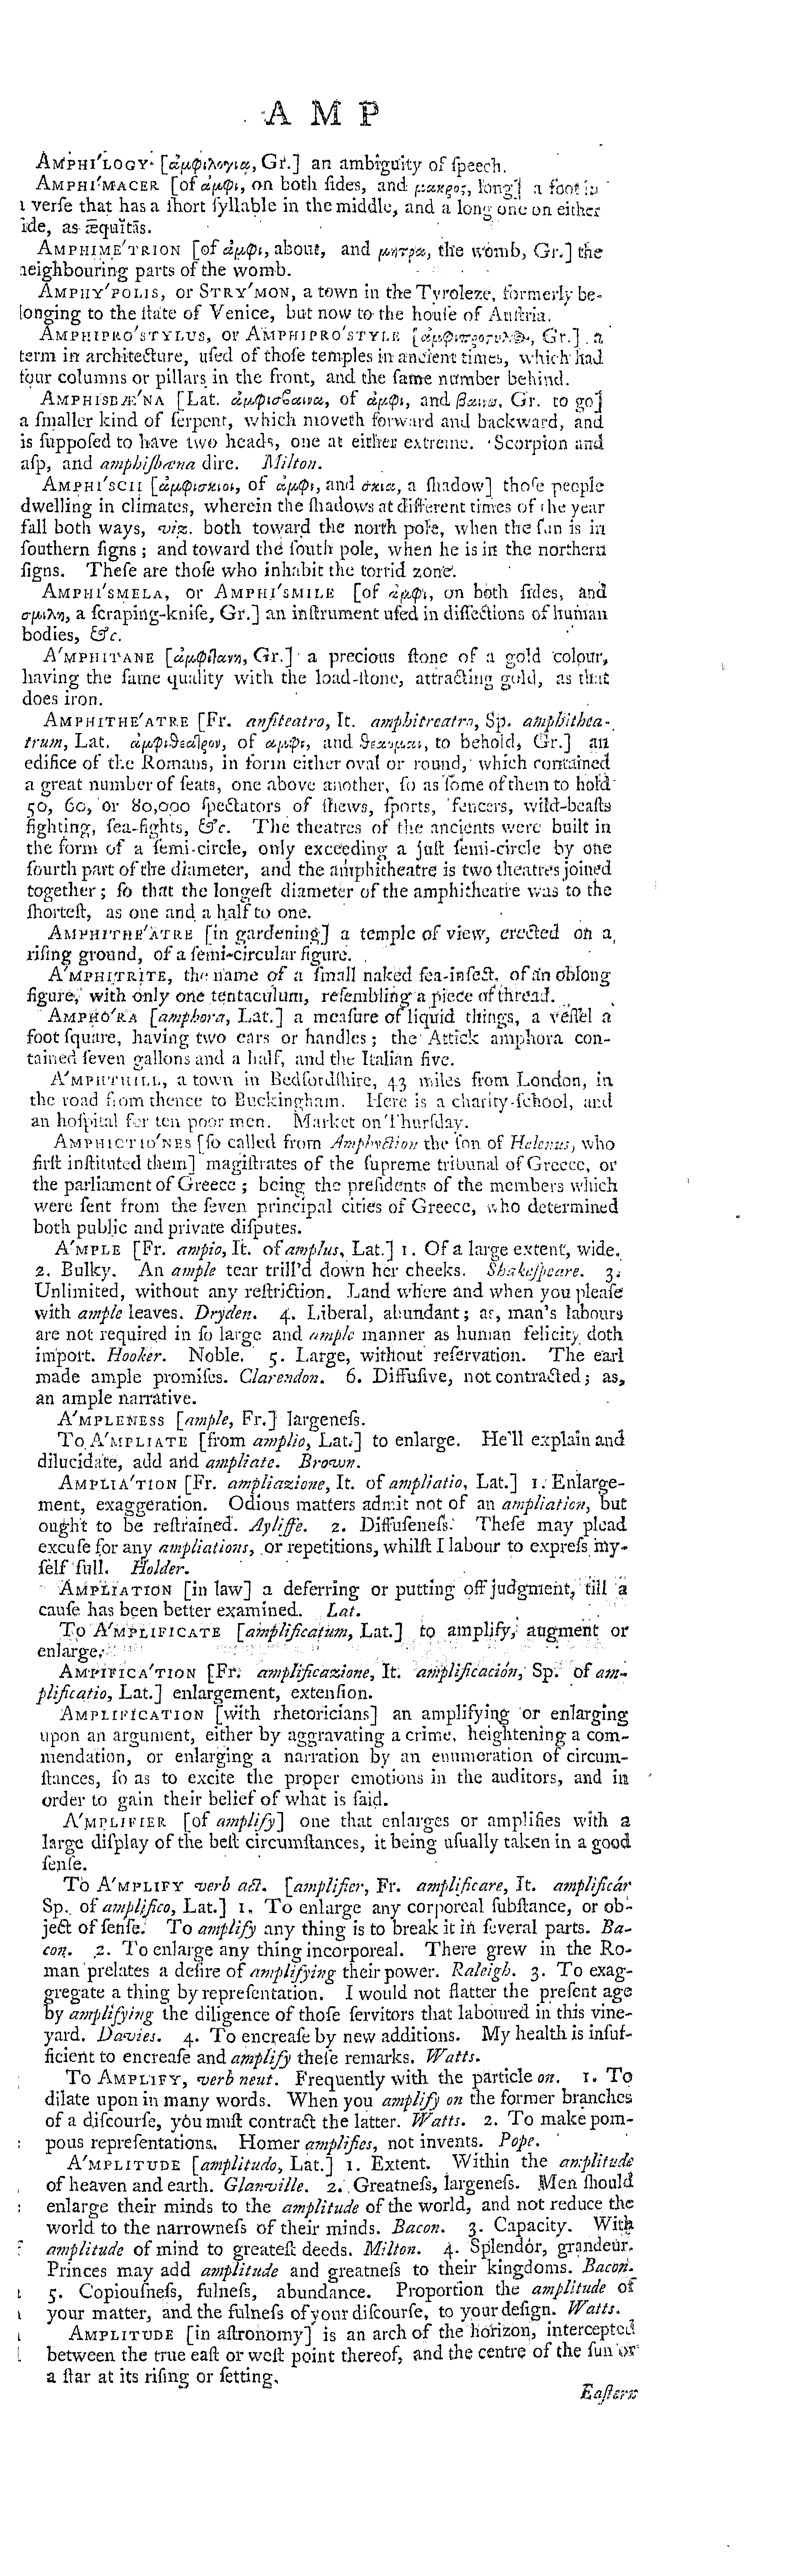 A M P
AMPHI′LOGY [ἀμφιλογια, Gr.] an ambiguity of ſpeech.
AMPHI′MACER [of ἀμφι, on both ſides, and μακρος, long] a foot in
verſe that has a ſhort ſyllable in the middle, and a long one on either
ide, as æquĭtās.
AMPHIME′TRION [of ἀμφι, about, and μητρα, the womb, Gr.] the
neighbouring parts of the womb.
AMPHY′POLIS, or STRY′MON, a town in the Tyroleze, formerly be-
longing to the ſtate of Venice, but now to the houſe of Auſtria.
AMPHIPRO′STYLUS, or AMPHIPRO′STYLE [ἀμφιπροςυλΘ, Gr.] a
term in architecture, uſed of thoſe temples in ancient times, which had
four columns or pillars in the front, and the ſame number behind.
AMPHISBÆ′NA [Lat. ἀμφισβαινα, of ἀμφι, and βαινω, Gr. to go]
a ſmaller kind of ſerpent, which moveth forward and backward, and
is ſuppoſed to have two heads, one at either extreme. Scorpion and
aſp, and amphiſbæna dire. Milton.
AMPHI′SCII [ἀμφισκιοι, of ἀμφι, and σκια, a ſhadow] thoſe people
dwelling in climates, wherein the ſhadows at different times of the year
fall both ways, viz. both toward the north pole, when the ſun is in
ſouthern ſigns; and toward the ſouth pole, when he is in the northern
ſigns. Theſe are thoſe who inhabit the torrid zone.
AMPHI′SMELA, or AMPHI′SMILE [of ἀμφι, on both ſides, and
σμιλη, a ſcraping-knife, Gr.] an inſtrument uſed in diſſections of human
bodies, &c.
A′MPHITANE [ἀμφιτανη, Gr.] a precious ſtone of a gold colour,
having the ſame quality with the load-ſtone, attracting gold, as that
does iron.
AMPHITHE′ATRE [Fr. anfiteatro, It. amphitreatro, Sp. amphithea-
trum, Lat. ἀμφιθεατρον, of αμφι, and θεαομαι, to behold, Gr.] an
edifice of the Romans, in form either oval or round, which contained
a great number of ſeats, one above another, ſo as ſome of them to hold
50, 60, or 80,000 ſpectators of ſhews, ſports, fencers, wild-beaſts
fighting, ſea-fights, &c. The theatres of the ancients were built in
the form of a ſemi-circle, only exceeding a juſt ſemi-circle by one
fourth part of the diameter, and the amphitheatre is two theatres joined
together; ſo that the longeſt diameter of the amphitheatre was to the
ſhorteſt, as one and a half to one.
AMPHITHE′ATRE [in gardening] a temple of view, erected on a
riſing ground, of a ſemi-circular figure.
A′MPHITRITE, the name of a ſmall naked ſea-inſect, of an oblong
figure, with only one tentaculum, reſembling a piece of thread.
AMPHO′RA [amphora, Lat.] a meaſure of liquid things, a veſſel a
foot ſquare, having two ears or handles; the Attick amphora con-
tained ſeven gallons and a half, and the Italian five.
A′MPHTHILL, a town in Bedfordſhire, 43 miles from London, in
the road from thence to Buckingham. Here is a charity-ſchool, and
an hoſpital for ten poor men. Market on Thurſday.
AMPHICTIO′NES [ſo called from Amphyction the ſon of Helenus, who
firſt inſtituted them] magiſtrates of the ſupreme tribunal of Greece, or
the parliament of Greece; being the preſidents of the members which
were ſent from the ſeven principal cities of Greece, who determined
both public and private diſputes.
A′MPLE [Fr. ampio, It. of amplus, Lat.] 1. Of a large extent, wide.
2. Bulky. An ample tear trill'd down her cheeks. Shakeſpeare. 3.
Unlimited, without any reſtriction. Land where and when you pleaſe
with ample leaves. Dryden. 4. Liberal, abundant; as, man's labours
are not required in ſo large and ample manner as human felicity doth
import. Hooker. Noble. 5. Large, without reſervation. The earl
made ample promiſes. Clarendon. 6. Diffuſive, not contracted; as,
an ample narrative.
A′MPLENESS [ample, Fr.] largeneſs.
To A′MPLIATE [from amplio, Lat.] to enlarge. He'll explain and
dilucidate, add and ampliate. Brown.
AMPLIA′TION [Fr. ampliazione, It. of ampliatio, Lat.] 1. Enlarge-
ment, exaggeration. Odious matters admit not of an ampliation, but
ought to be reſtrained. Ayliffe. 2. Diffuſeneſs. Theſe may plead
excuſe for any ampliations, or repetitions, whilſt I labour to expreſs my-
ſelf full. Holder.
AMPLIATION [in law] a deferring or putting off judgment, till a
cauſe has been better examined. Lat.
To A′MPLIFICATE [amplificatum, Lat.] to amplify, augment or
enlarge.
AMPIFICA′TION [Fr. amplificazione, It. amplificación, Sp. of am-
plificatio, Lat.] enlargement, extenſion.
AMPLIFICATION [with rhetoricians] an amplifying or enlarging
upon an argument, either by aggravating a crime, heightening a com-
mendation, or enlarging a narration by an enumeration of circum-
ſtances, ſo as to excite the proper emotions in the auditors, and in
order to gain their belief of what is ſaid.
A′MPLIFIER [of amplify] one that enlarges or amplifies with a
large diſplay of the beſt circumſtances, it being uſually taken in a good
ſenſe.
To A′MPLIFY verb act. [amplifier, Fr. amplificare, It. amplificár
Sp. of amplifico, Lat.] 1. To enlarge any corporeal ſubſtance, or ob-
ject of ſenſe. To amplify any thing is to break it in ſeveral parts. Ba-
con. 2. To enlarge any thing incorporeal. There grew in the Ro-
man prelates a deſire of amplifying their power. Raleigh. 3. To exag-
gregate a thing by repreſentation. I would not flatter the preſent age
by amplifying the diligence of thoſe ſervitors that laboured in this vine-
yard. Davies. 4. To encreaſe by new additions. My health is inſuf-
ficient to encreaſe and amplify theſe remarks. Watts.
To AMPLIFY, verb neut. Frequently with the particle on. 1. To
dilate upon in many words. When you amplify on the former branches
of a diſcourſe, you muſt contract the latter. Watts. 2. To make pom-
pous repreſentations. Homer amplifies, not invents. Pope.
A′MPLITUDE [amplitudo, Lat.] 1. Extent. Within the amplitude
of heaven and earth. Glanville. 2. Greatneſs, largeneſs. Men ſhould
enlarge their minds to the amplitude of the world, and not reduce the
world to the narrowneſs of their minds. Bacon. 3. Capacity. With
amplitude of mind to greateſt deeds. Milton. 4. Splendor, grandeur.
Princes may add amplitude and greatneſs to their kingdoms. Bacon.
5. Copiouſneſs, fulneſs, abundance. Proportion the amplitude of
your matter, and the fulneſs of your diſcourſe, to your deſign. Watts.
AMPLITUDE [in aſtronomy] is an arch of the horizon, intercepted
between the true eaſt or weſt point thereof, and the centre of the ſun or
a ſtar at its riſing or ſetting.
Eaſtern